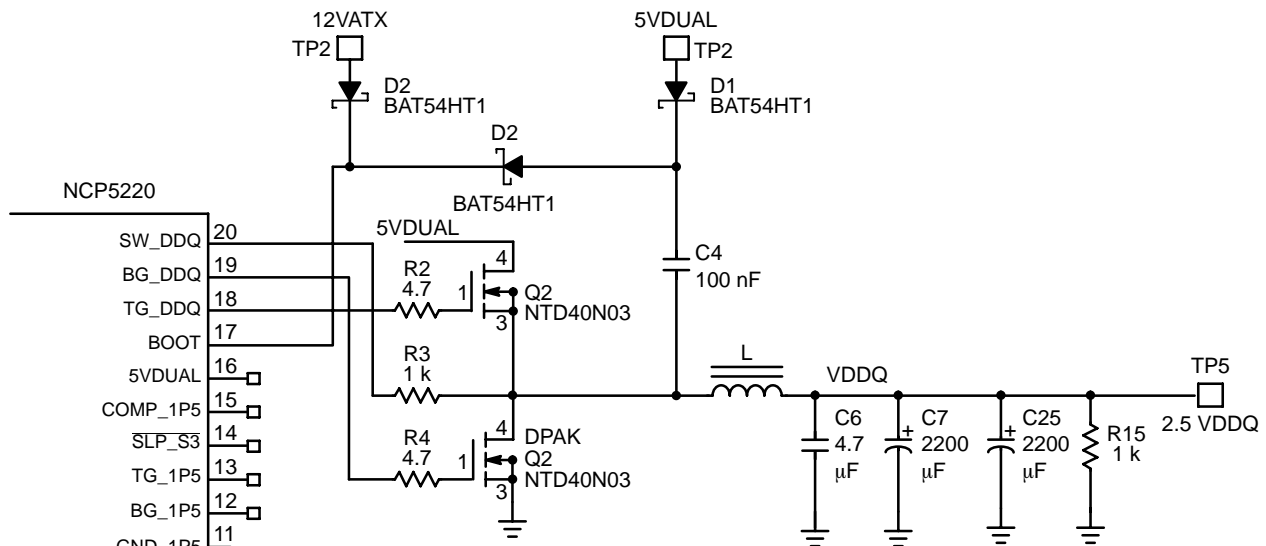 12VATX
5VDUAL
TP2
TP2
D2
BAT54HT1
D1
BAT54HT1
D2
BAT54HT1
NCP5220
5VDUAL
SW_DDQ 20
BG_DDQ 19
TG_DDQ 18
BOOT 17
5VDUAL 16
COMP_1P5 15
SLP_S3 14
TG_1P5 13
BG_1P5 12
GND_1P5 11
R2
4.7
4
1
Q2
3
NTD40N03
C4
100 nF
R3
1 k
L
VDDQ
TP5
2.5 VDDQ
R4
4.7
4
DPAK
1
Q2
3
NTD40N03
C6
4.7
µF
C7
+
2200
µF
C25
+
2200
µF
R15
1 k